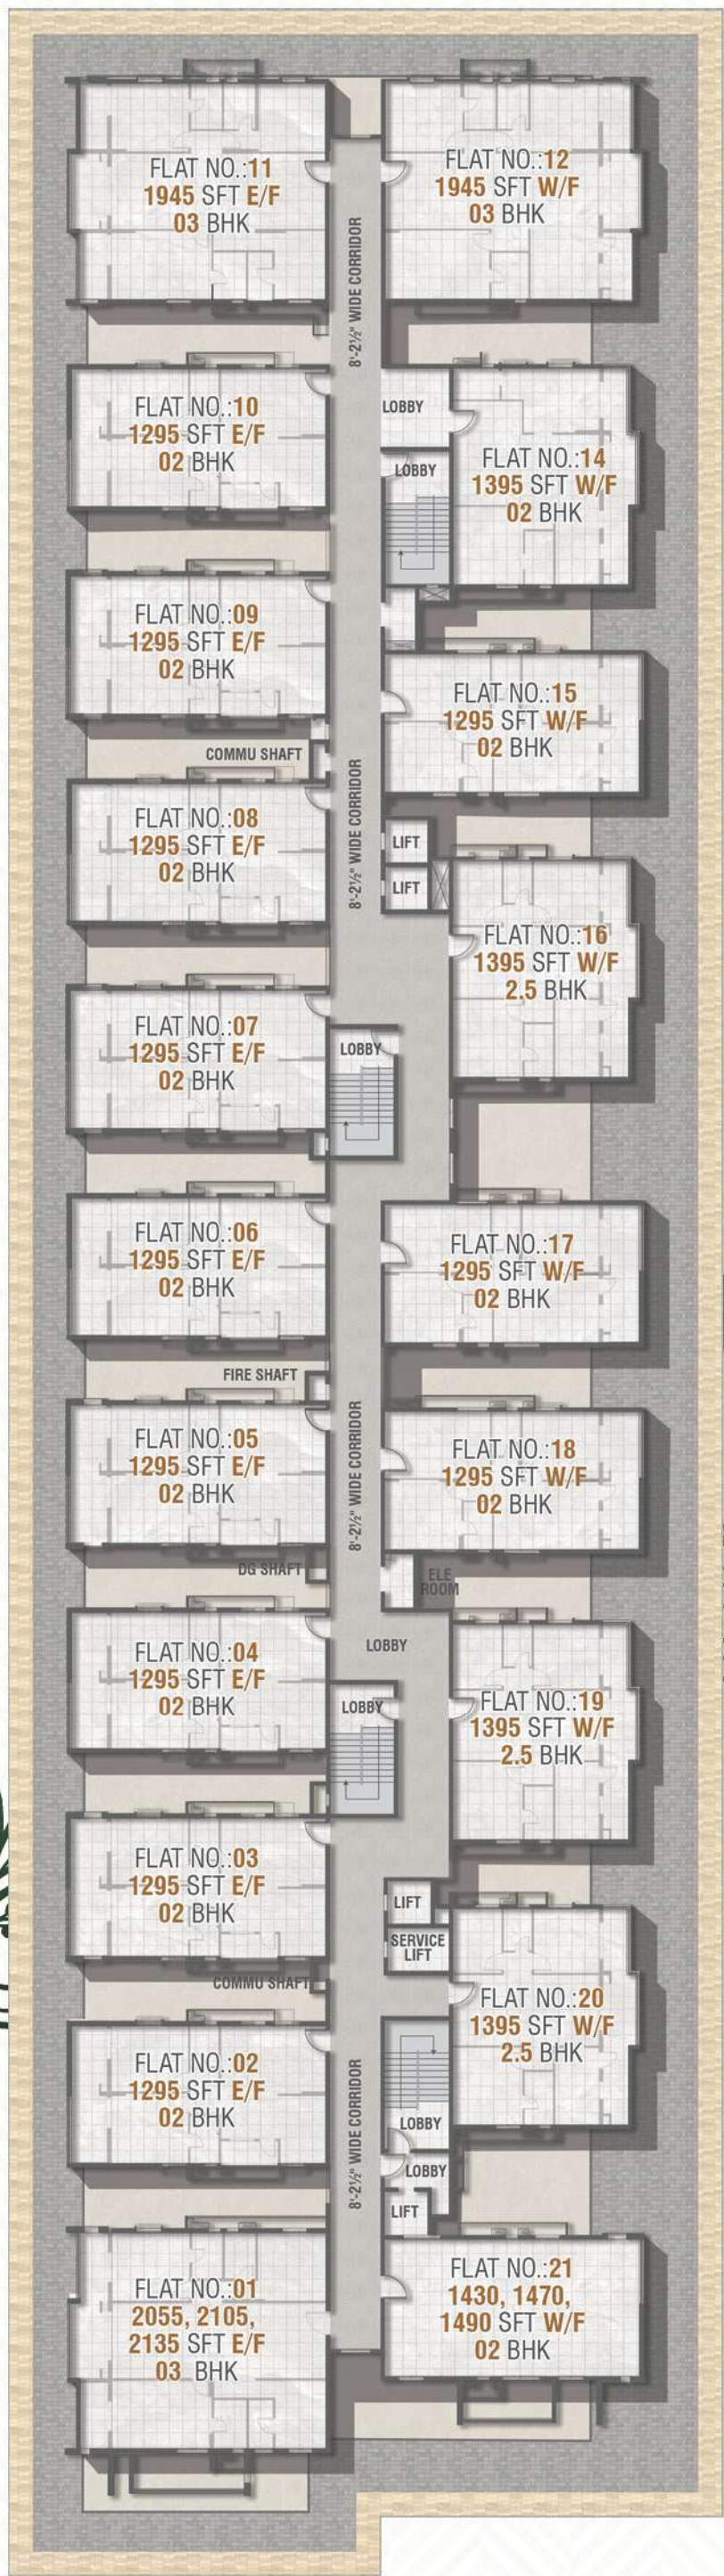 FLAT NO.:11
1945 SFT E/F
03 BHK
FLAT NO.:12
1945 SFT W/F
03 BHK
8'-2½" WIDE CORRIDOR
FLAT NO.:10
1295 SFT E/F
02 BHK
LOBBY
LOBBY
FLAT NO.:14
1395 SFT W/F
02 BHK
FLAT NO.:09
1295 SFT E/F
02 BHK
FLAT NO.:15
1295 SFT W/F
02 BHK
COMMU SHAFT
8'-2½" WIDE CORRIDOR
FLAT NO.:08
1295 SFT E/F
02 BHK
LIFT
LIFT
FLAT NO.:16
1395 SFT W/F
2.5 BHK
FLAT NO.:07
1295 SFT E/F
02 BHK
LOBBY
FLAT NO.:06
1295 SFT E/F
02 BHK
FLAT NO.:17
1295 SFT W/F
02 BHK
FIRE SHAFT
8'-2½" WIDE CORRIDOR
FLAT NO.:05
1295 SFT E/F
02 BHK
FLAT NO.:18
1295 SFT W/F
02 BHK
DG SHAFT
ELE
ROOM
LOBBY
FLAT NO.:04
1295 SFT E/F
02 BHK
LOBBY
FLAT NO.:19
1395 SFT W/F
2.5 BHK
FLAT NO.:03
1295 SFT E/F
02 BHK
LIFT
SERVICE
LIFT
COMMU SHAFT
FLAT NO.:20
1395 SFT W/F
2.5 BHK
FLAT NO.:02
1295 SFT E/F
02 BHK
8'-2½" WIDE CORRIDOR
LOBBY
LOBBY
LIFT
FLAT NO.:01
2055, 2105,
2135 SFT E/F
03 BHK
FLAT NO.:21
1430, 1470,
1490 SFT W/F
02 BHK